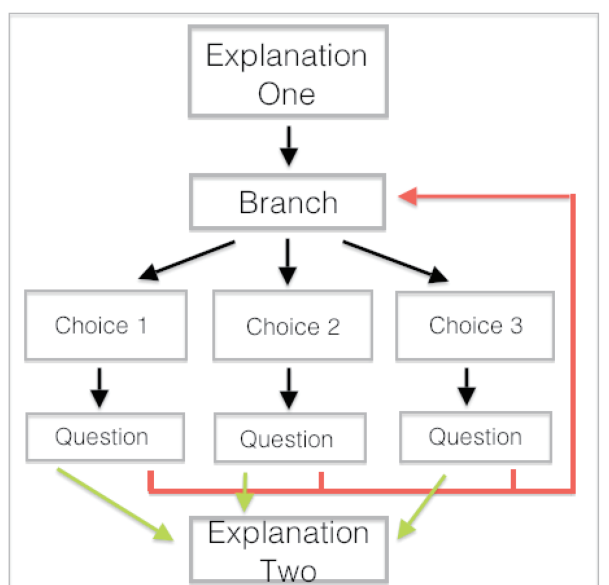 Explanation
One
Branch
Choice 1
Choice 2
Choice 3
Question
Question
Question
Explanation
Two